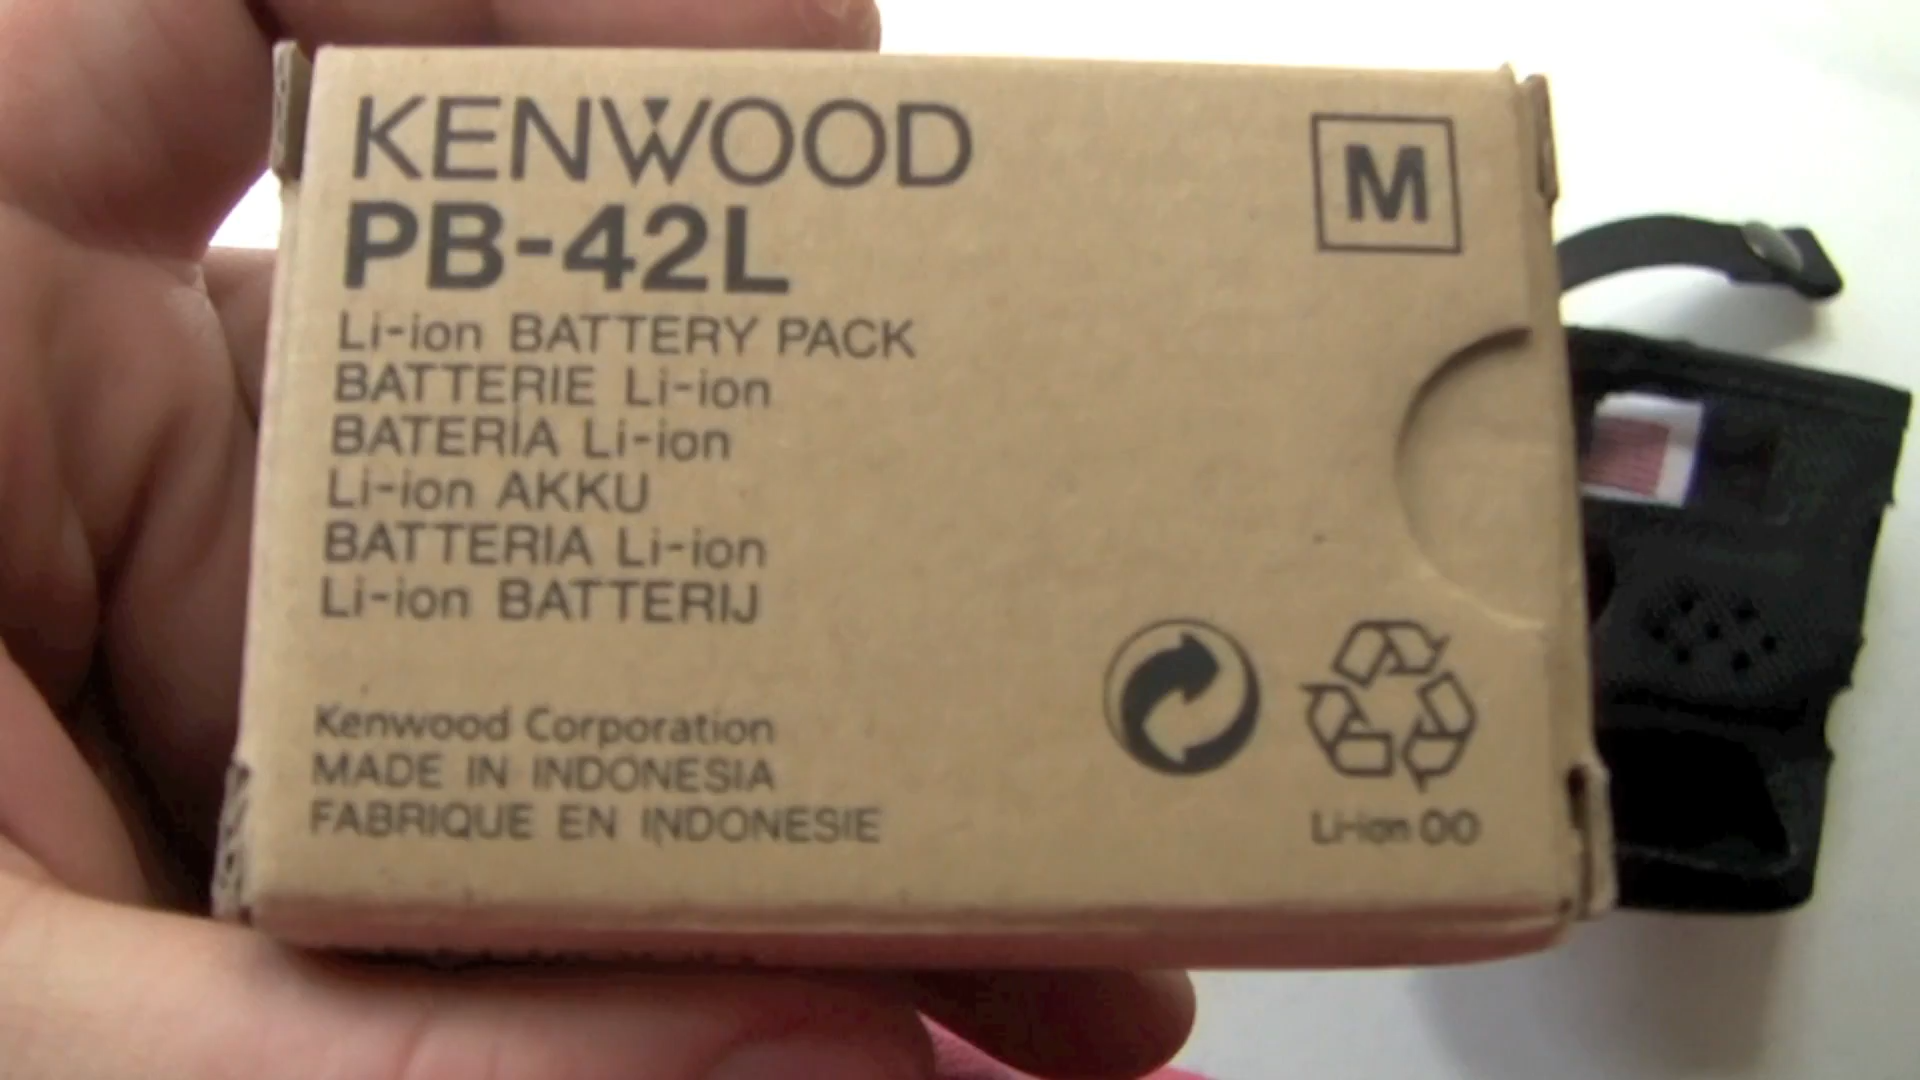 KENWOOD
M
PB-42L
Li-ion BATTERY PACK
BATTERIE Li-ion
BATERÍA Li-ion
Li-ion AKKU
BATTERIA Li-ion
Li-ion BATTERIJ
Kenwood Corporation
MADE IN INDONESIA
FABRIQUE EN INDONESIE
Li-ion 00